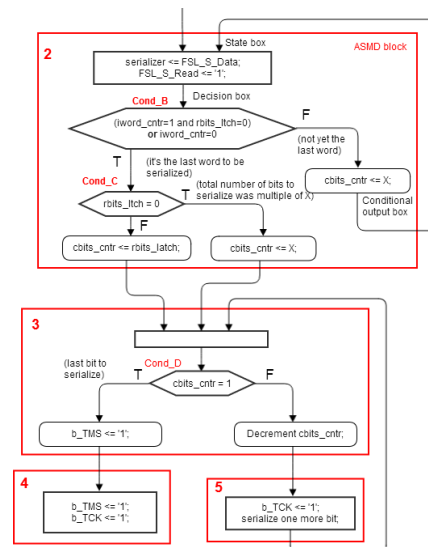 State box
2
ASMD block
serializer <= FSL_S_Data;
FSL_S_Read <= '1';
Cond_B
Decision box
(iword_cntr=1 and rbits_ltch=0)
or iword_cntr=0
F
T
(it's the last word to be
serialized)
(not yet the
last word)
Cond_C
cbits_cntr <= X;
rbits_ltch = 0
T
(total number of bits to
serialize was multiple of X)
Conditional
output box
F
cbits_cntr <= rbits_latch;
cbits_cntr <= X;
3
(last bit to
serialize)
T
Cond_D
cbits_cntr = 1
F
b_TMS <= '1';
Decrement cbits_cntr;
4
b_TMS <= '1';
b_TCK <= '1';
5
b_TCK <= '1';
serialize one more bit;